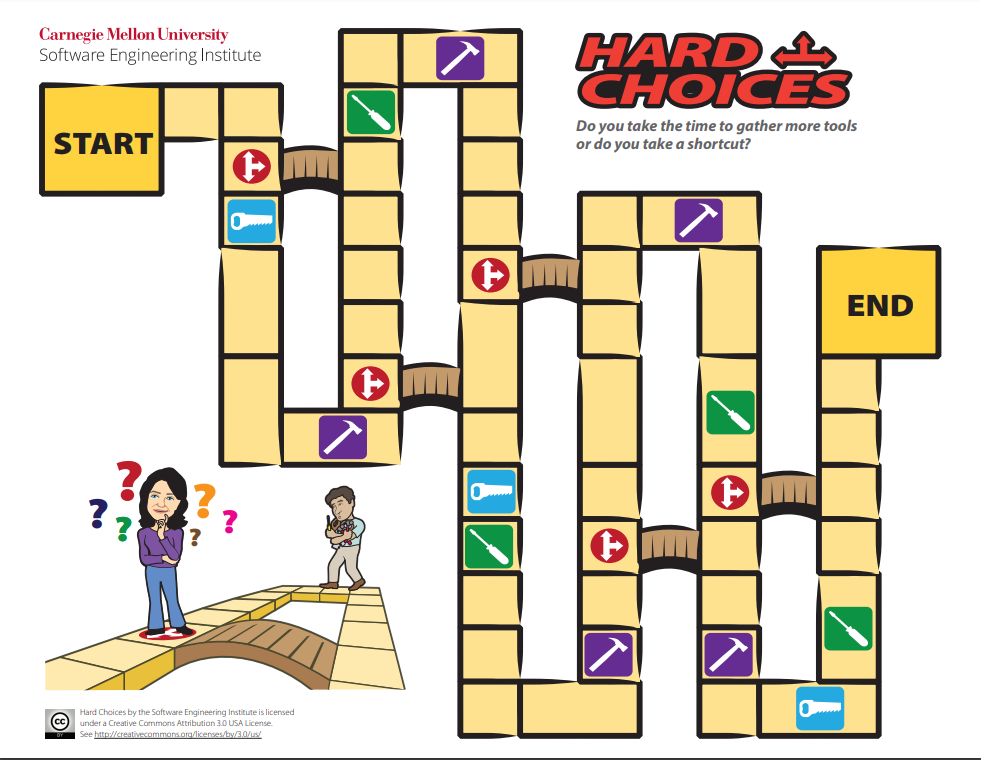 Carnegie Mellon University
Software Engineering Institute
HARD
CHOICES
Do you take the time to gather more tools
or do you take a shortcut?
START
END
? ? ? ? ? ?
cc
BY
Hard Choices by the Software Engineering Institute is licensed
under a Creative Commons Attribution 3.0 USA License.
See http://creativecommons.org/licenses/by/3.0/us/